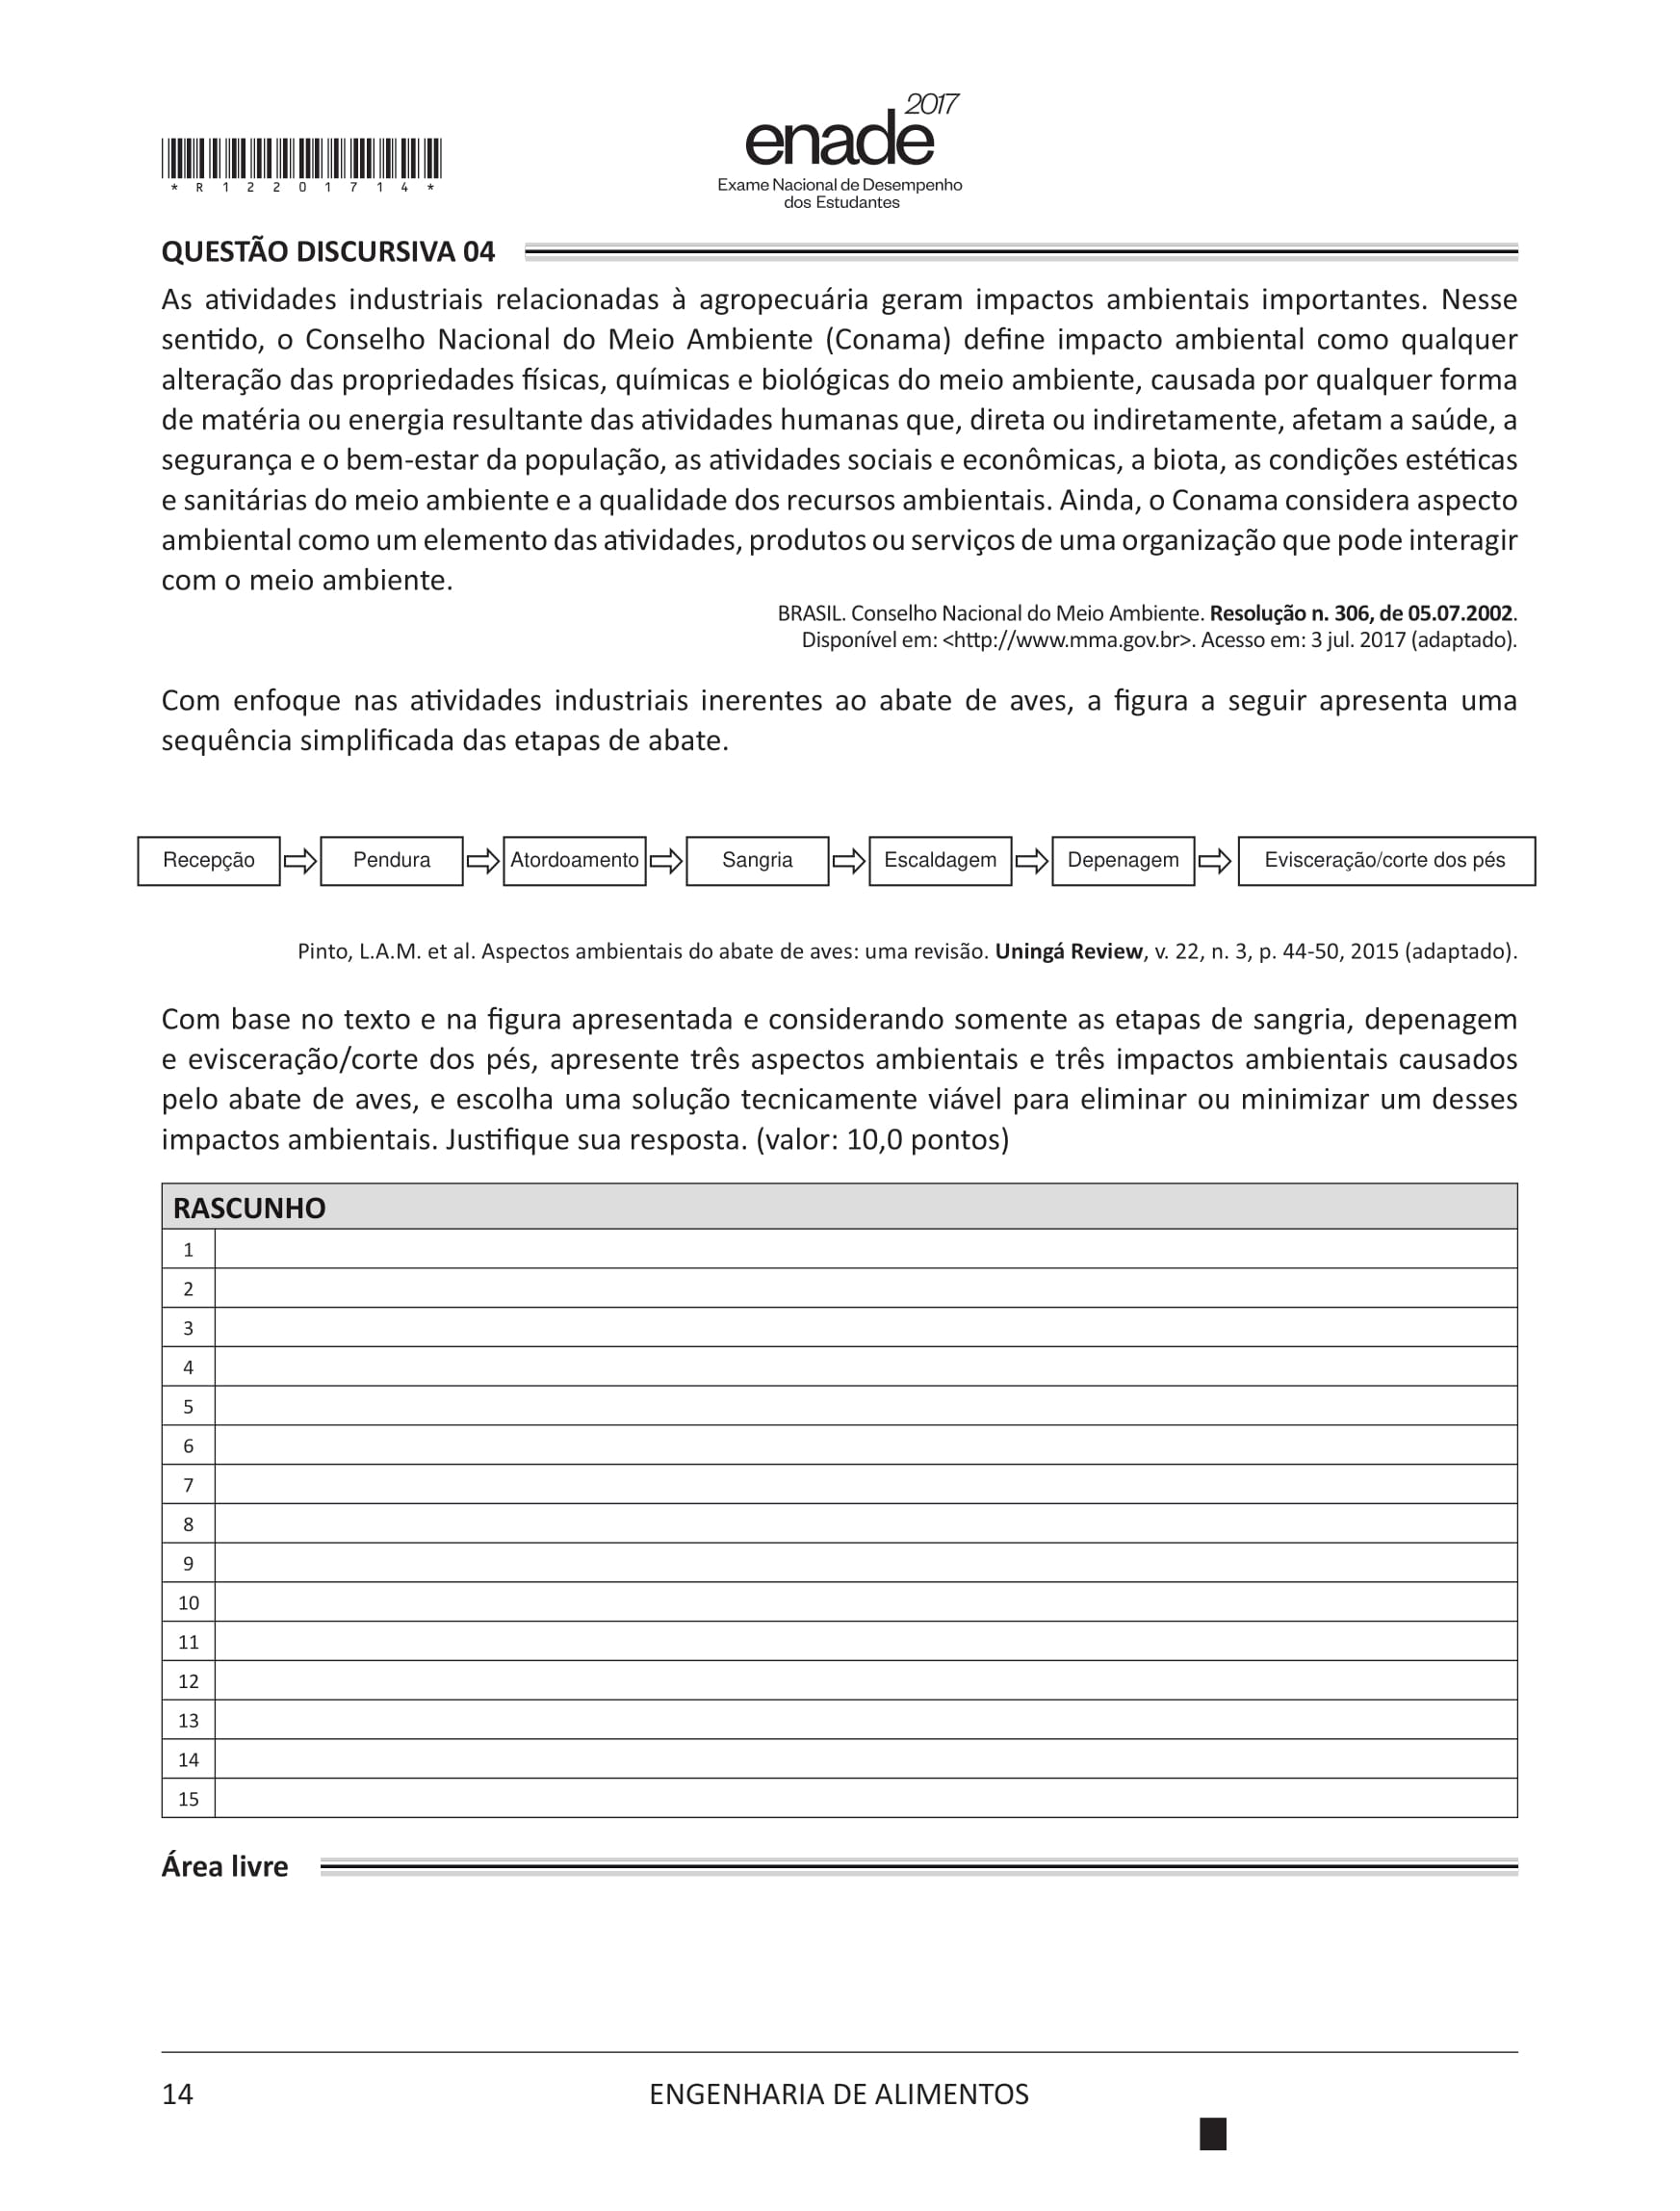 2017
enade
Exame Nacional de Desempenho
dos Estudantes
*R12201714*
QUESTÃO DISCURSIVA 04
As atividades industriais relacionadas à agropecuária geram impactos ambientais importantes. Nesse
sentido, o Conselho Nacional do Meio Ambiente (Conama) define impacto ambiental como qualquer
alteração das propriedades físicas, químicas e biológicas do meio ambiente, causada por qualquer forma
de matéria ou energia resultante das atividades humanas que, direta ou indiretamente, afetam a saúde, a
segurança e o bem-estar da população, as atividades sociais e econômicas, a biota, as condições estéticas
e sanitárias do meio ambiente e a qualidade dos recursos ambientais. Ainda, o Conama considera aspecto
ambiental como um elemento das atividades, produtos ou serviços de uma organização que pode interagir
com o meio ambiente.
BRASIL. Conselho Nacional do Meio Ambiente. Resolução n. 306, de 05.07.2002.
Disponível em: <http://www.mma.gov.br>. Acesso em: 3 jul. 2017 (adaptado).
Com enfoque nas atividades industriais inerentes ao abate de aves, a figura a seguir apresenta uma
sequência simplificada das etapas de abate.
Recepção Pendura Atordoamento Sangria Escaldagem Depenagem Evisceração/corte dos pés
Pinto, L.A.M. et al. Aspectos ambientais do abate de aves: uma revisão. Uningá Review, v. 22, n. 3, p. 44-50, 2015 (adaptado).
Com base no texto e na figura apresentada e considerando somente as etapas de sangria, depenagem
e evisceração/corte dos pés, apresente três aspectos ambientais e três impactos ambientais causados
pelo abate de aves, e escolha uma solução tecnicamente viável para eliminar ou minimizar um desses
impactos ambientais. Justifique sua resposta. (valor: 10,0 pontos)
RASCUNHO
1
2
3
4
5
6
7
8
9
10
11
12
13
14
15
Área livre
14 ENGENHARIA DE ALIMENTOS